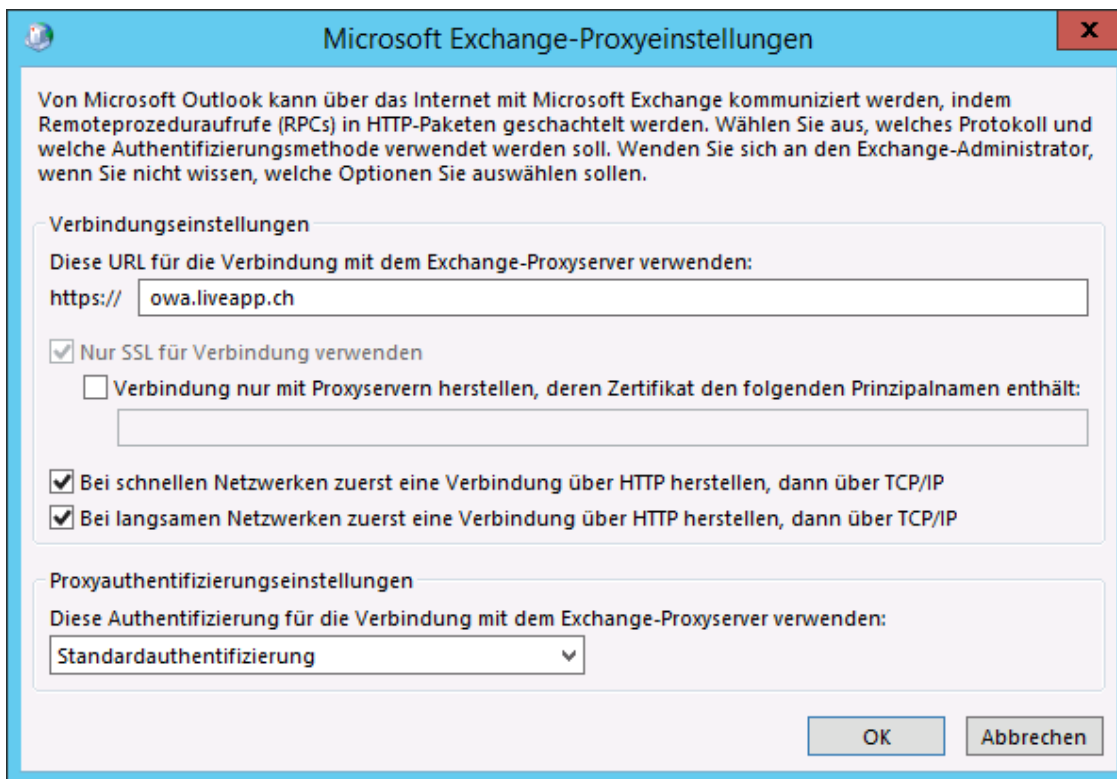 Microsoft Exchange-Proxyeinstellungen
Von Microsoft Outlook kann über das Internet mit Microsoft Exchange kommuniziert werden, indem
Remoteprozeduraufrufe (RPCs) in HTTP-Paketen geschachtelt werden. Wählen Sie aus, welches Protokoll und
welche Authentifizierungsmethode verwendet werden soll. Wenden Sie sich an den Exchange-Administrator,
wenn Sie nicht wissen, welche Optionen Sie auswählen sollen.
Verbindungseinstellungen
Diese URL für die Verbindung mit dem Exchange-Proxyserver verwenden:
https:// owa.liveapp.ch
Nur SSL für Verbindung verwenden
Verbindung nur mit Proxyservern herstellen, deren Zertifikat den folgenden Prinzipalnamen enthält:
Bei schnellen Netzwerken zuerst eine Verbindung über HTTP herstellen, dann über TCP/IP
Bei langsamen Netzwerken zuerst eine Verbindung über HTTP herstellen, dann über TCP/IP
Proxyauthentifizierungseinstellungen
Diese Authentifizierung für die Verbindung mit dem Exchange-Proxyserver verwenden:
Standardauthentifizierung
OK Abbrechen